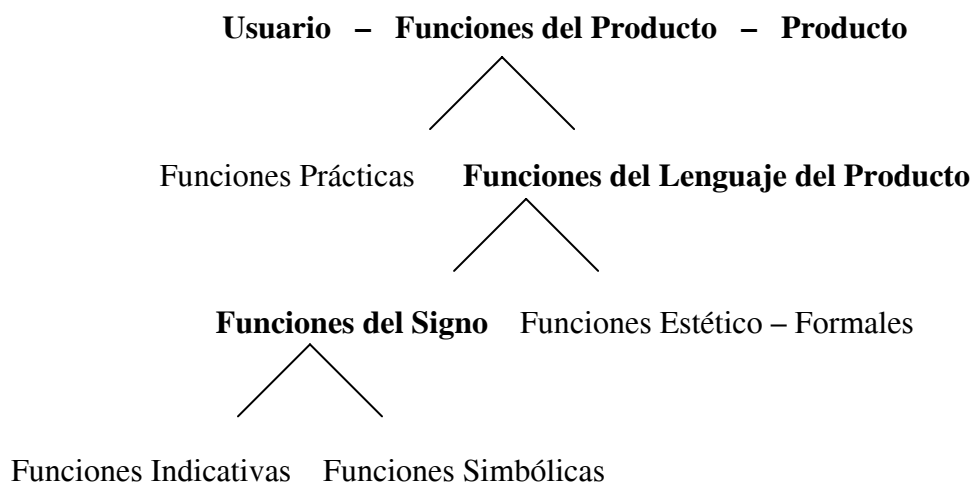 Usuario – Funciones del Producto – Producto
Funciones Prácticas Funciones del Lenguaje del Producto
Funciones del Signo Funciones Estético – Formales
Funciones Indicativas Funciones Simbólicas